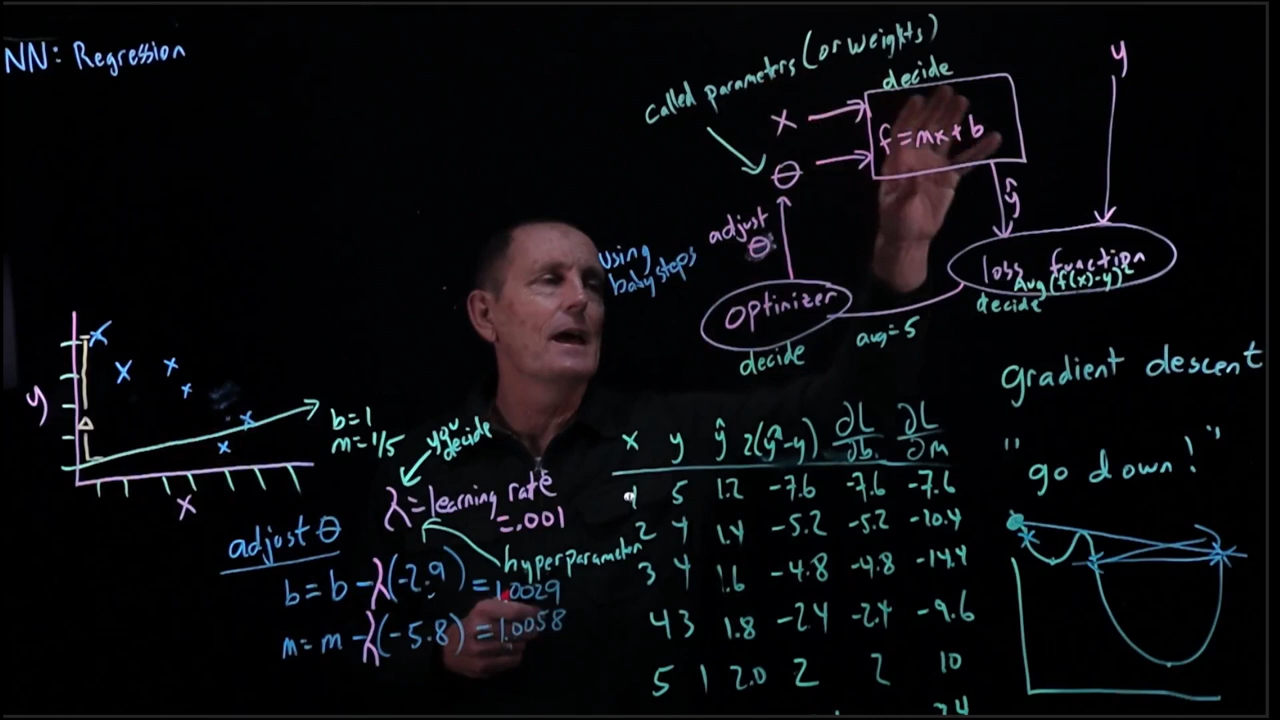 NN: Regression
called parameters (or weights)
decide
x
f = mx + b
y
θ
ŷ
adjust
θ
using
baby steps
optimizer
decide
loss function
Avg(f(x)-y)²
decide
avg=5
gradient descent
"go down!"
y
x
b=1
m=1/5
you
decide
λ=learning rate
=.001
hyperparameter
adjust θ
b = b - λ(-2.9) = 1.0029
m = m - λ(-5.8) = 1.0058
x y ŷ 2(ŷ-y) ∂L/∂b ∂L/∂m
1 5 1.2 -7.6 -7.6 -7.6
2 4 1.4 -5.2 -5.2 -10.4
3 4 1.6 -4.8 -4.8 -14.4
4 3 1.8 -2.4 -2.4 -9.6
5 1 2.0 2 2 10